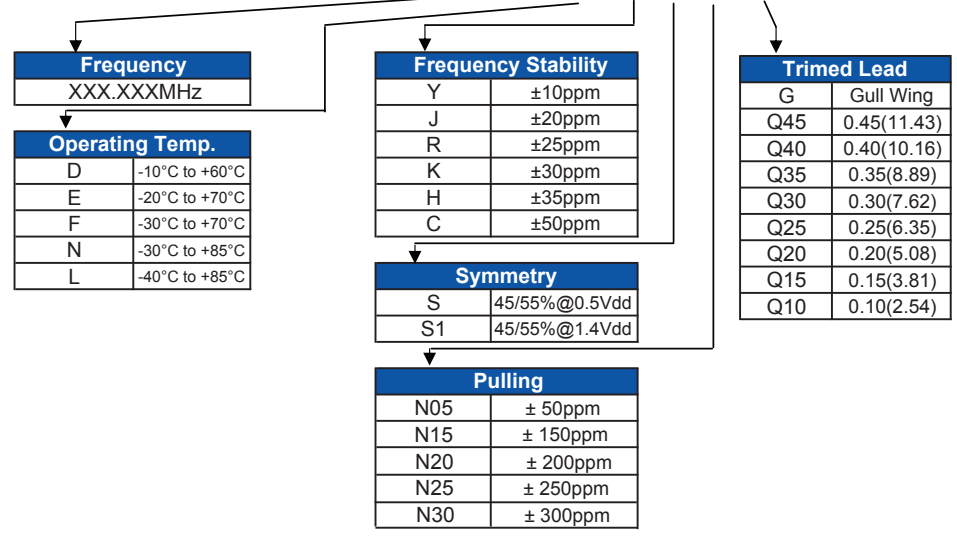 Frequency
XXX.XXXMHz
Operating Temp.
D -10°C to +60°C
E -20°C to +70°C
F -30°C to +70°C
N -30°C to +85°C
L -40°C to +85°C
Frequency Stability
Y ±10ppm
J ±20ppm
R ±25ppm
K ±30ppm
H ±35ppm
C ±50ppm
Symmetry
S 45/55%@0.5Vdd
S1 45/55%@1.4Vdd
Pulling
N05 ± 50ppm
N15 ± 150ppm
N20 ± 200ppm
N25 ± 250ppm
N30 ± 300ppm
Trimed Lead
G Gull Wing
Q45 0.45(11.43)
Q40 0.40(10.16)
Q35 0.35(8.89)
Q30 0.30(7.62)
Q25 0.25(6.35)
Q20 0.20(5.08)
Q15 0.15(3.81)
Q10 0.10(2.54)